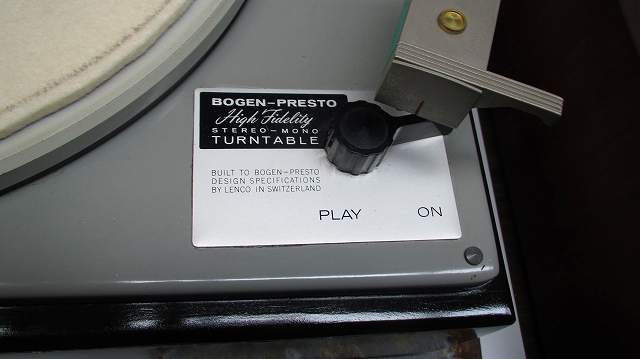 BOGEN-PRESTO
High Fidelity
STEREO-MONO
TURNTABLE
BUILT TO BOGEN-PRESTO
DESIGN SPECIFICATIONS
BY LENCO IN SWITZERLAND
PLAY ON